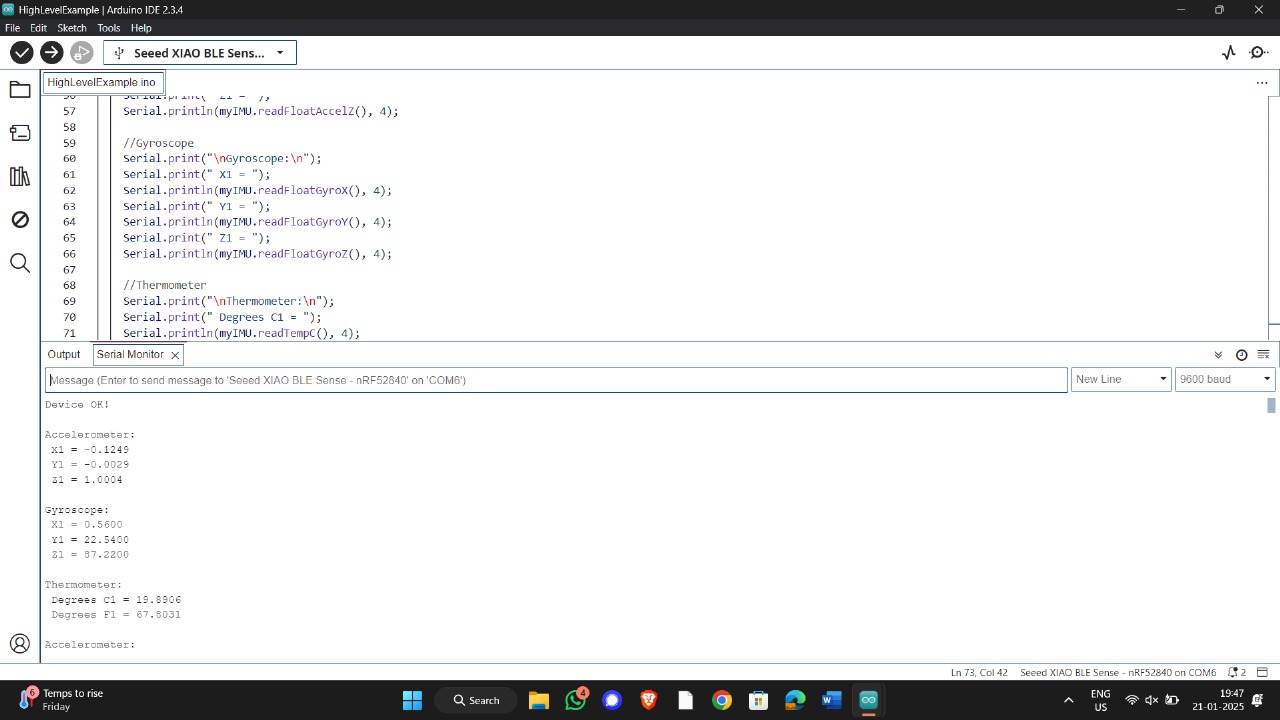 HighLevelExample | Arduino IDE 2.3.4
File Edit Sketch Tools Help
Seeed XIAO BLE Sens...
HighLevelExample.ino
56 Serial.print(" Z1 = ");
57 Serial.println(myIMU.readFloatAccelZ(), 4);
58
59 //Gyroscope
60 Serial.print("\nGyroscope:\n");
61 Serial.print(" X1 = ");
62 Serial.println(myIMU.readFloatGyroX(), 4);
63 Serial.print(" Y1 = ");
64 Serial.println(myIMU.readFloatGyroY(), 4);
65 Serial.print(" Z1 = ");
66 Serial.println(myIMU.readFloatGyroZ(), 4);
67
68 //Thermometer
69 Serial.print("\nThermometer:\n");
70 Serial.print(" Degrees C1 = ");
71 Serial.println(myIMU.readTempC(), 4);
Output Serial Monitor
Message (Enter to send message to 'Seeed XIAO BLE Sense - nRF52840' on 'COM6') New Line 9600 baud
Device OK!
Accelerometer:
X1 = -0.1249
Y1 = -0.0029
Z1 = 1.0004
Gyroscope:
X1 = 0.5600
Y1 = 22.5400
Z1 = 87.2200
Thermometer:
Degrees C1 = 19.8906
Degrees F1 = 67.8031
Accelerometer:
Ln 73, Col 42 Seeed XIAO BLE Sense - nRF52840 on COM6 2
6 Temps to rise
Friday
Search
4
ENG
US
19:47
21-01-2025